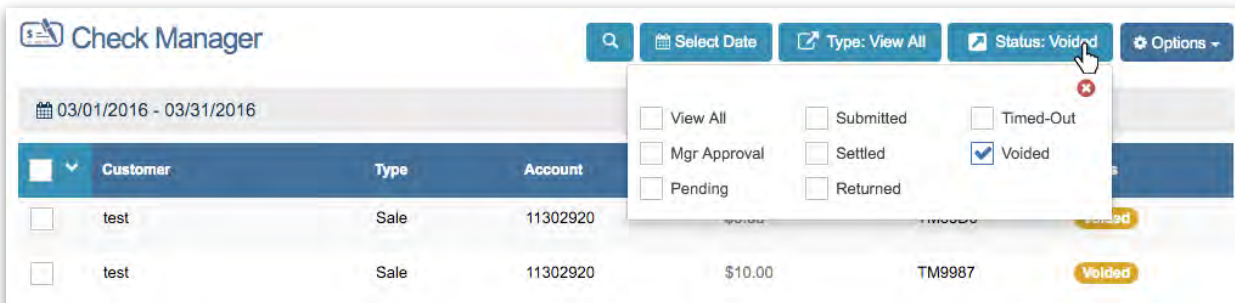 Check Manager
Select Date
Type: View All
Status: Voided
Options
03/01/2016 - 03/31/2016
View All
Submitted
Timed-Out
Mgr Approval
Settled
Voided
Pending
Returned
Customer
Type
Account
test
Sale
11302920
test
Sale
11302920
$10.00
TM9987
Voided